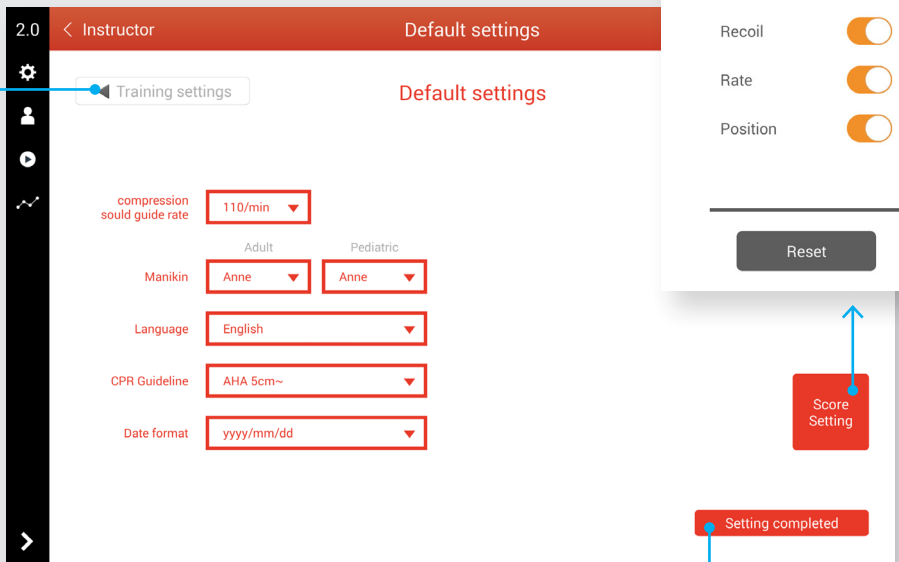 2.0
Instructor
Default settings
Training settings
Default settings
compression
sould guide rate
110/min
Adult
Pediatric
Manikin
Anne
Anne
Language
English
CPR Guideline
AHA 5cm~
Date format
yyyy/mm/dd
Recoil
Rate
Position
Reset
Score
Setting
Setting completed